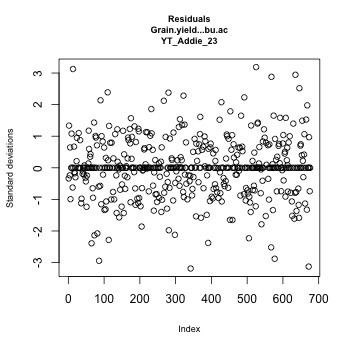 Residuals
Grain.yield...bu.ac
YT_Addie_23
Standard deviations
3
2
1
0
-1
-2
-3
0 100 200 300 400 500 600 700
Index